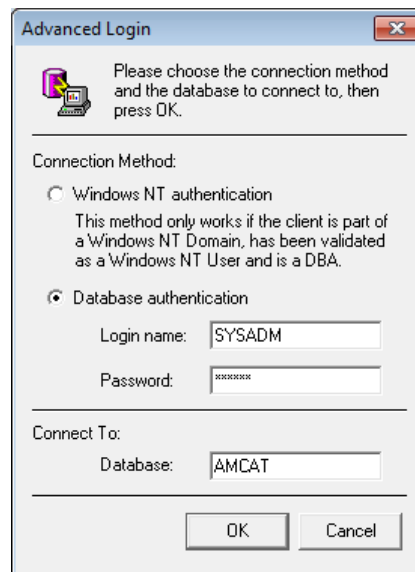 Advanced Login
Please choose the connection method
and the database to connect to, then
press OK.
Connection Method:
Windows NT authentication
This method only works if the client is part of
a Windows NT Domain, has been validated
as a Windows NT User and is a DBA.
Database authentication
Login name: SYSADM
Password: ******
Connect To:
Database: AMCAT
OK Cancel